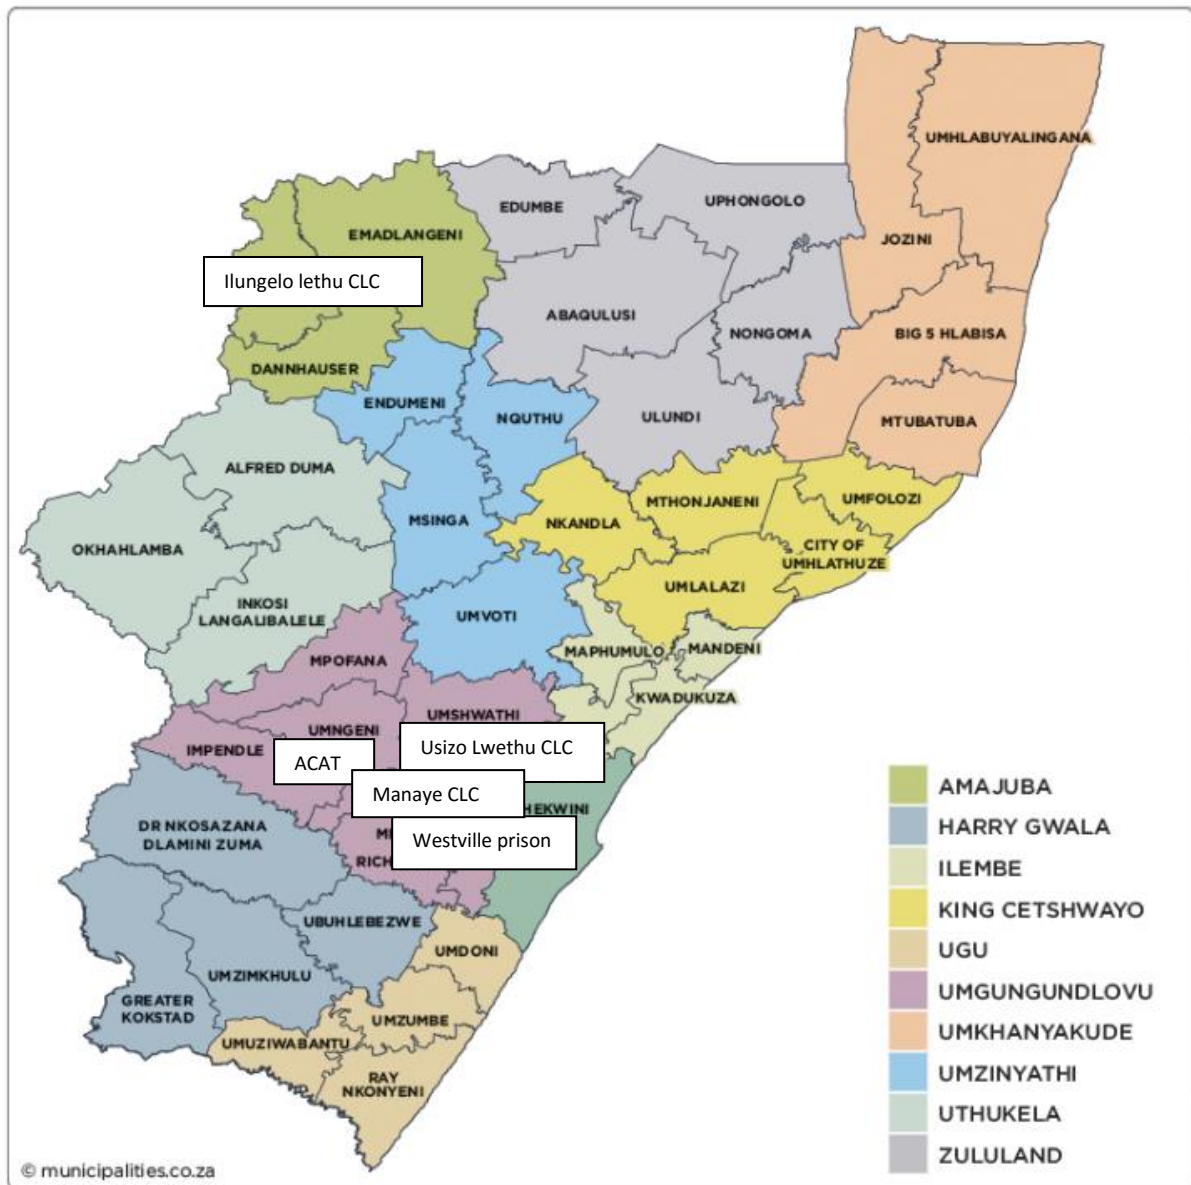 UMHLABUYALINGANA
EDUMBE
UPHONGOLO
EMADLANGENI
JOZINI
Ilungelo lethu CLC
ABAQULUSI
NONGOMA
BIG 5 HLABISA
DANNHAUSER
ENDUMENI
NQUTHU
ULUNDI
MTUBATUBA
ALFRED DUMA
MTHONJANENI
UMFOLOZI
MSINGA
NKANDLA
OKHAHLAMBA
CITY OF
UMHLATHUZE
UMLALAZI
INKOSI
LANGALIBALELE
UMVOTI
MAPHUMULO
MANDENI
MPOFANA
KWADUKUZA
UMSHWATHI
UMNGENI
IMPENDLE
Usizo Lwethu CLC
ACAT
Manaye CLC
HEKWINI
DR NKOSAZANA
DLAMINI ZUMA
RICH
Westville prison
UBUHLEBEZWE
UMDONI
UMZIMKHULU
GREATER
KOKSTAD
UMZUMBE
UMUZIWABANTU
RAY
NKONYENI
AMAJUBA
HARRY GWALA
ILEMBE
KING CETSHWAYO
UGU
UMGUNGUNDLOVU
UMKHANYAKUDE
UMZINYATHI
UTHUKELA
ZULULAND
© municipalities.co.za